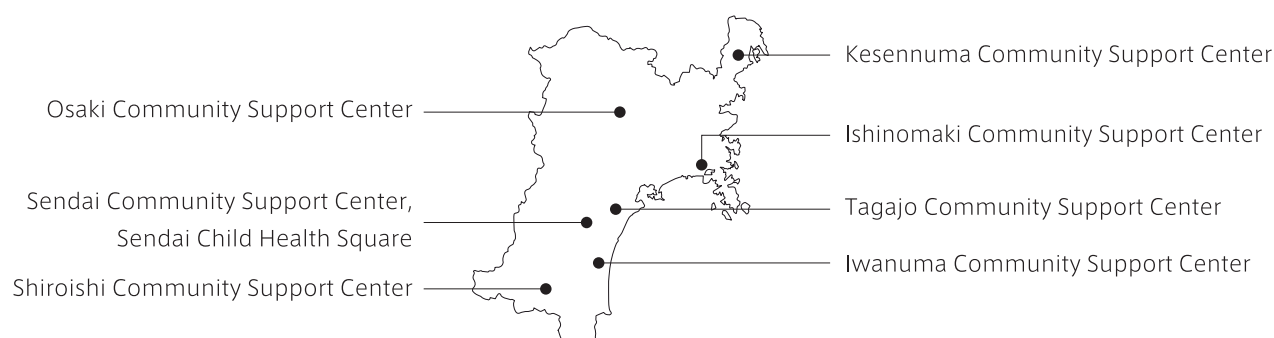 Osaki Community Support Center
Sendai Community Support Center,
Sendai Child Health Square
Shiroishi Community Support Center
Kesennuma Community Support Center
Ishinomaki Community Support Center
Tagajo Community Support Center
Iwanuma Community Support Center